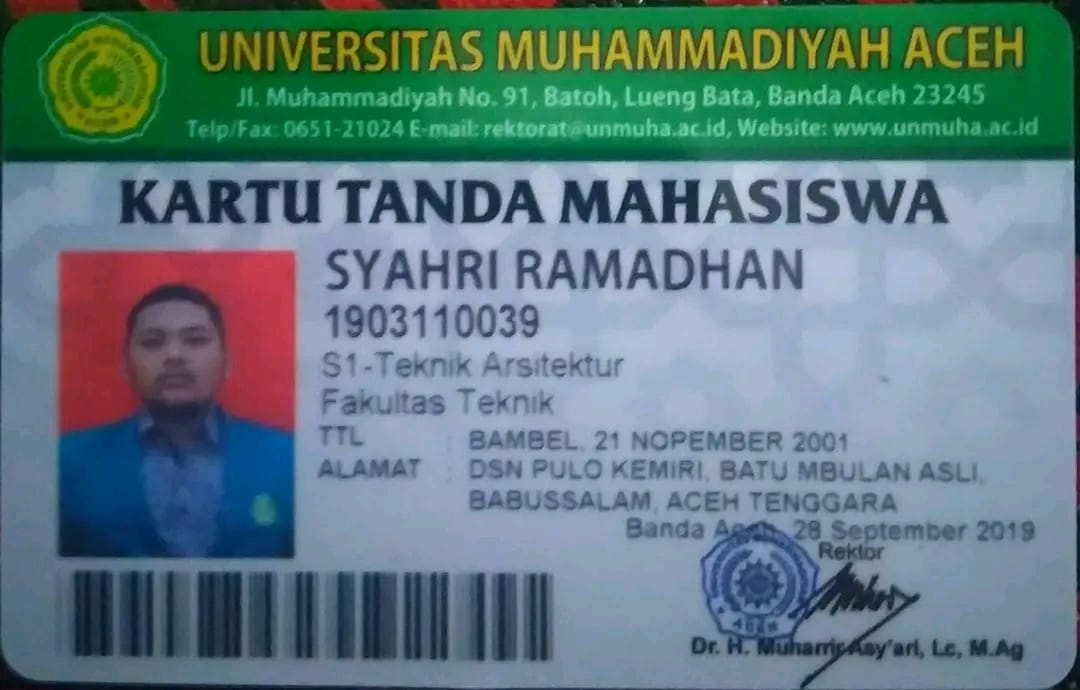 UNIVERSITAS MUHAMMADIYAH ACEH
Jl. Muhammadiyah No. 91, Batoh, Lueng Bata, Banda Aceh 23245
Telp/Fax: 0651-21024 E-mail: rektorat@unmuha.ac.id, Website: www.unmuha.ac.id
KARTU TANDA MAHASISWA
SYAHRI RAMADHAN
1903110039
S1-Teknik Arsitektur
Fakultas Teknik
TTL : BAMBEL, 21 NOPEMBER 2001
ALAMAT : DSN PULO KEMIRI, BATU MBULAN ASLI,
BABUSSALAM, ACEH TENGGARA
Banda Aceh, 28 September 2019
Rektor
ACEH
Dr. H. Muharrir Asy'ari, Lc, M.Ag